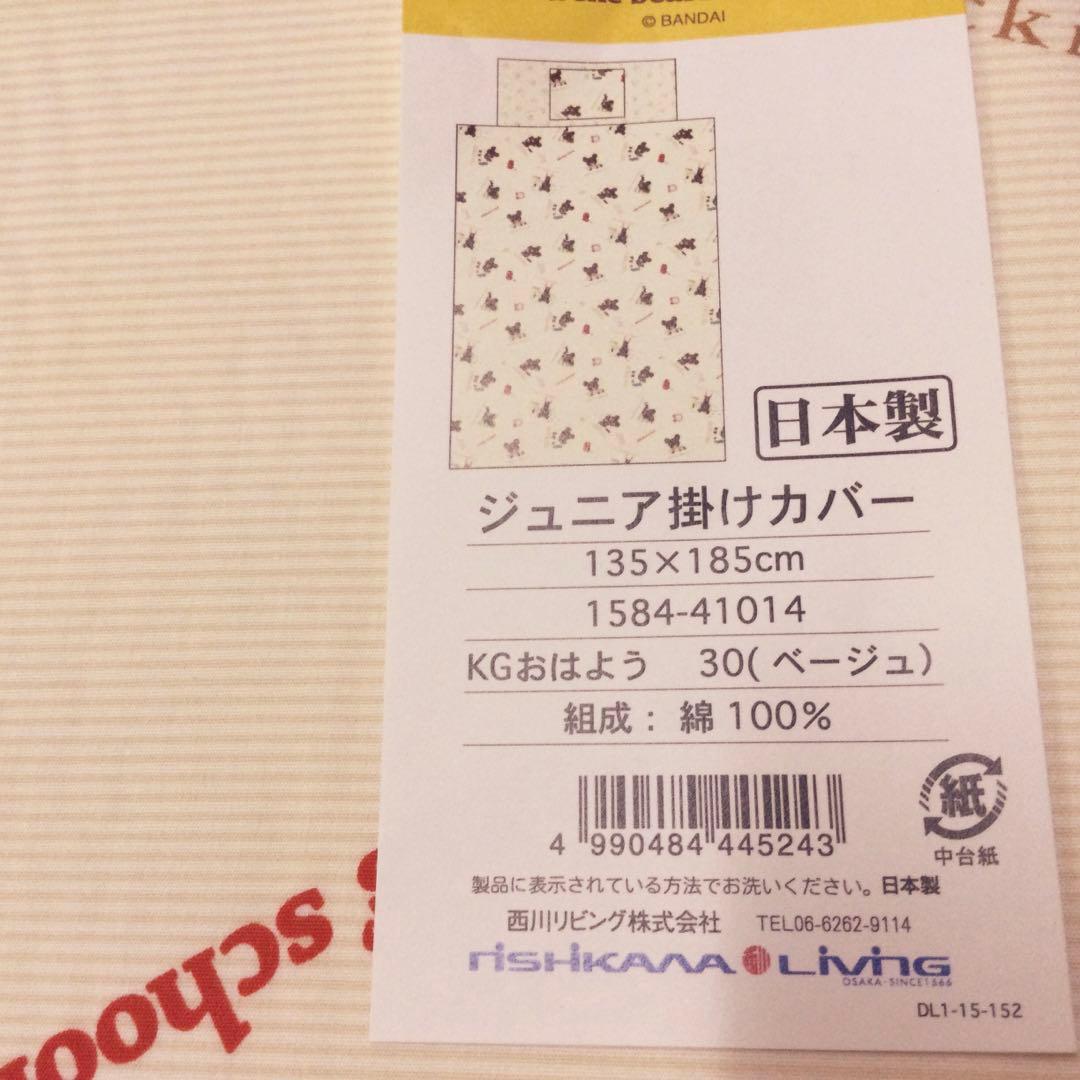 © BANDAI
日本製
ジュニア掛けカバー
135×185cm
1584-41014
KGおはよう 30(ベージュ)
組成：綿100%
4 990484 445243
紙
中台紙
製品に表示されている方法でお洗いください。日本製
西川リビング株式会社 TEL06-6262-9114
nishikawa Living
OSAKA·SINCE1566
DL1-15-152
school